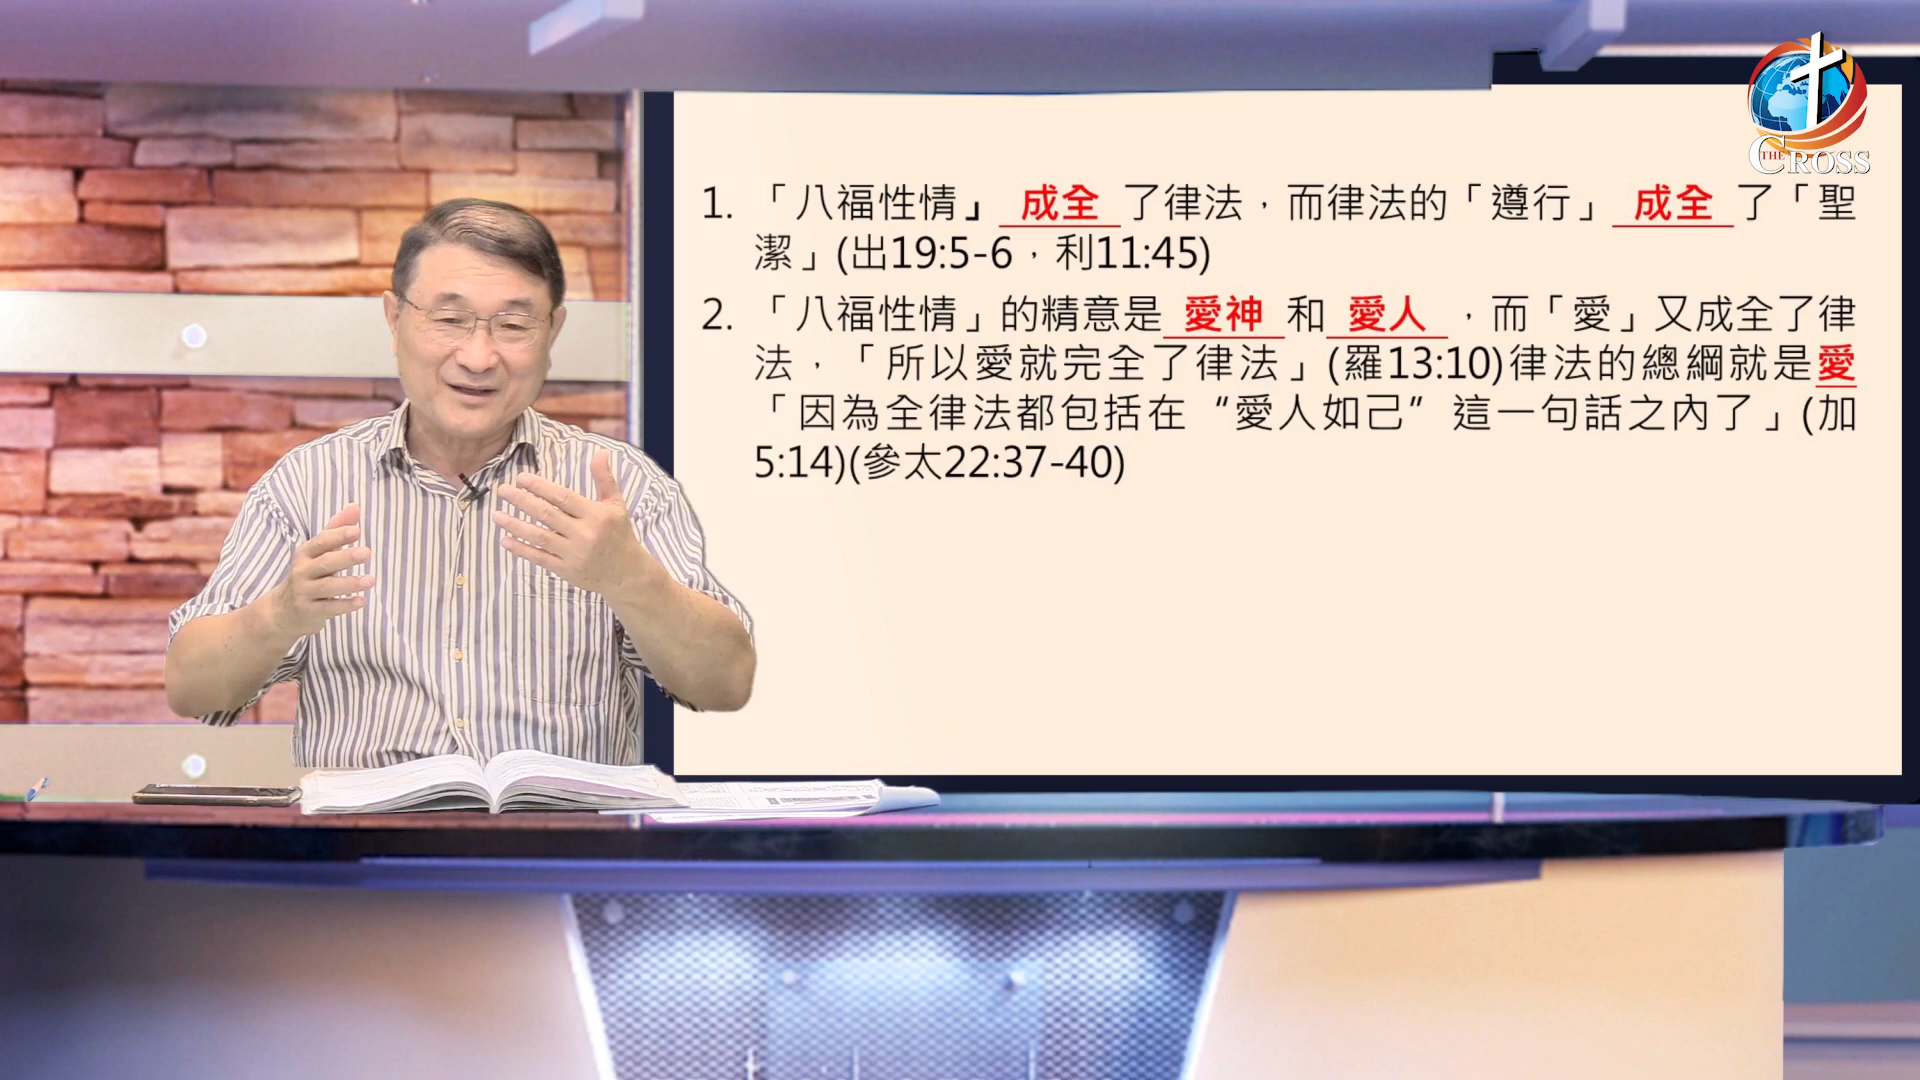 THE CROSS
1. 「八福性情」 成全 了律法，而律法的「遵行」 成全 了「聖
潔」(出19:5-6，利11:45)
2. 「八福性情」的精意是 愛神 和 愛人 ，而「愛」又成全了律
法，「所以愛就完全了律法」(羅13:10)律法的總綱就是愛
「因為全律法都包括在“愛人如己”這一句話之內了」(加
5:14)(參太22:37-40)